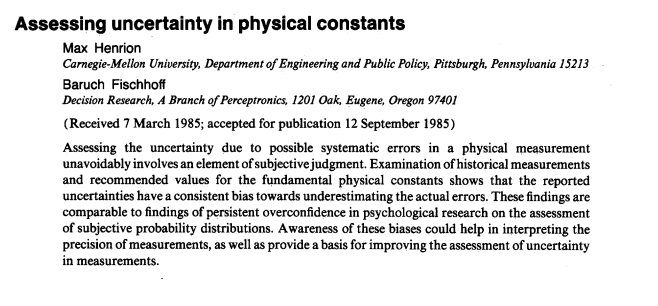 Assessing uncertainty in physical constants
Max Henrion
Carnegie-Mellon University, Department of Engineering and Public Policy, Pittsburgh, Pennsylvania 15213
Baruch Fischhoff
Decision Research, A Branch of Perceptronics, 1201 Oak, Eugene, Oregon 97401
(Received 7 March 1985; accepted for publication 12 September 1985)
Assessing the uncertainty due to possible systematic errors in a physical measurement
unavoidably involves an element of subjective judgment. Examination of historical measurements
and recommended values for the fundamental physical constants shows that the reported
uncertainties have a consistent bias towards underestimating the actual errors. These findings are
comparable to findings of persistent overconfidence in psychological research on the assessment
of subjective probability distributions. Awareness of these biases could help in interpreting the
precision of measurements, as well as provide a basis for improving the assessment of uncertainty
in measurements.